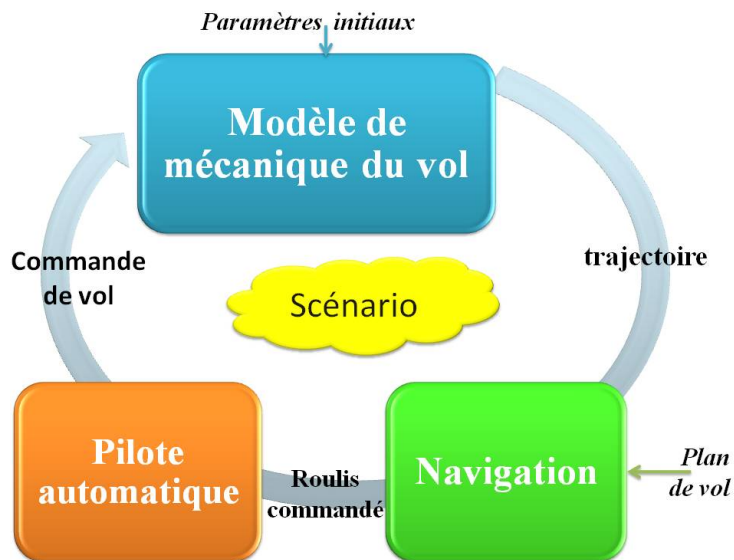 Paramètres initiaux
Modèle de
mécanique du vol
trajectoire
Commande
de vol
Scénario
Pilote
automatique
Roulis
commandé
Navigation
Plan
de vol